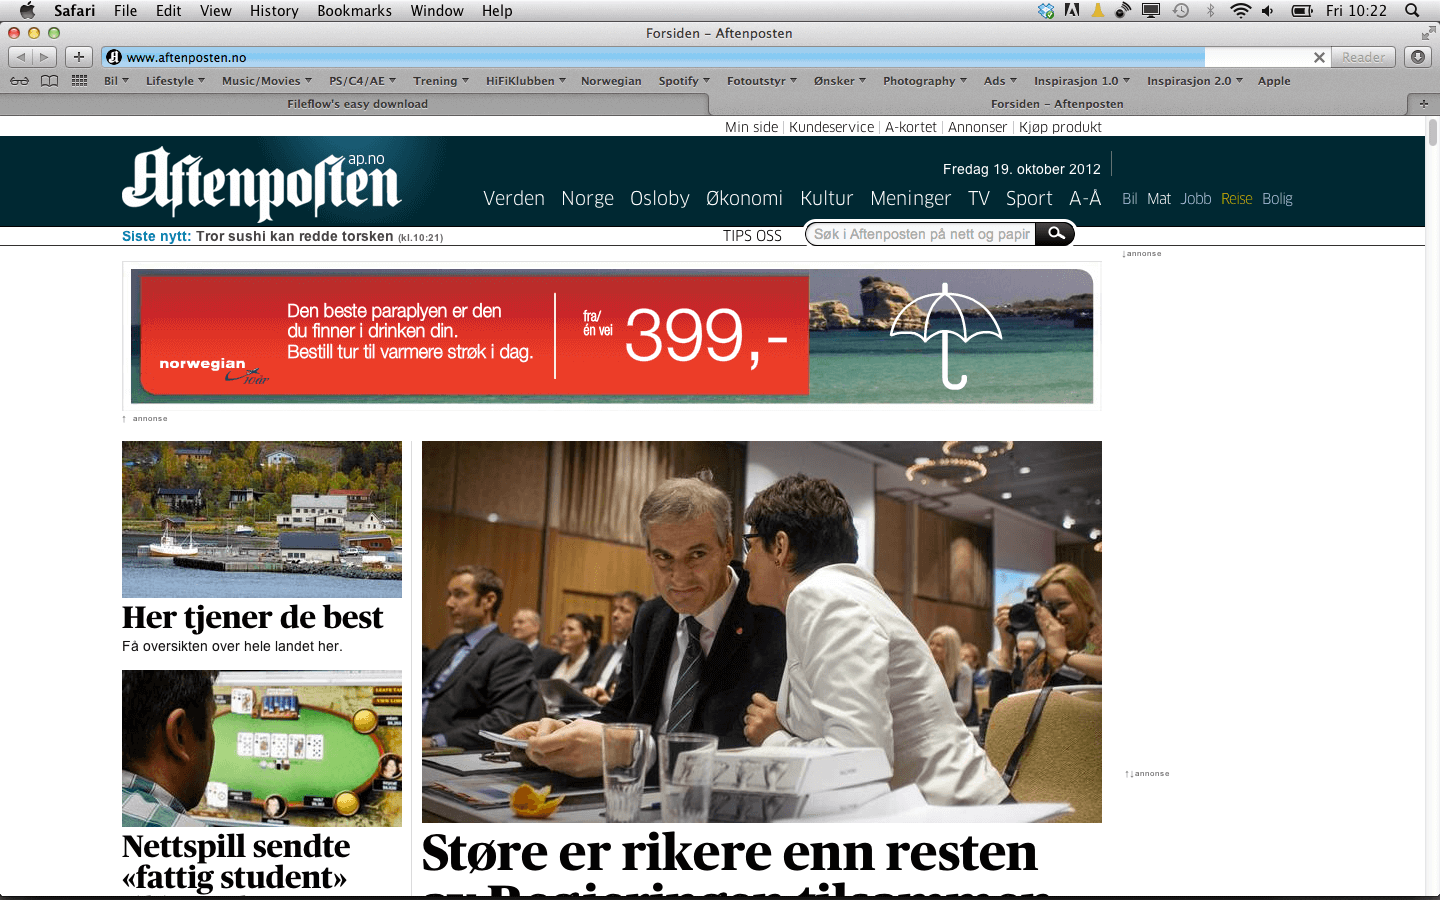 Safari File Edit View History Bookmarks Window Help Fri 10:22
Forsiden – Aftenposten
www.aftenposten.no Reader
Bil Lifestyle Music/Movies PS/C4/AE Trening HiFiKlubben Norwegian Spotify Fotoutstyr Ønsker Photography Ads Inspirasjon 1.0 Inspirasjon 2.0 Apple
Fileflow's easy download Forsiden – Aftenposten
Min side Kundeservice A-kortet Annonser Kjøp produkt
Aftenposten ap.no
Fredag 19. oktober 2012
Verden Norge Osloby Økonomi Kultur Meninger TV Sport A-Å Bil Mat Jobb Reise Bolig
Siste nytt: Tror sushi kan redde torsken (kl.10:21) TIPS OSS Søk i Aftenposten på nett og papir
↓annonse
Den beste paraplyen er den
du finner i drinken din.
Bestill tur til varmere strøk i dag.
fra/
én vei
399,-
norwegian
↑ annonse
Her tjener de best
Få oversikten over hele landet her.
Nettspill sendte
«fattig student»
↑↓annonse
Støre er rikere enn resten
av Regjeringen tilsammen